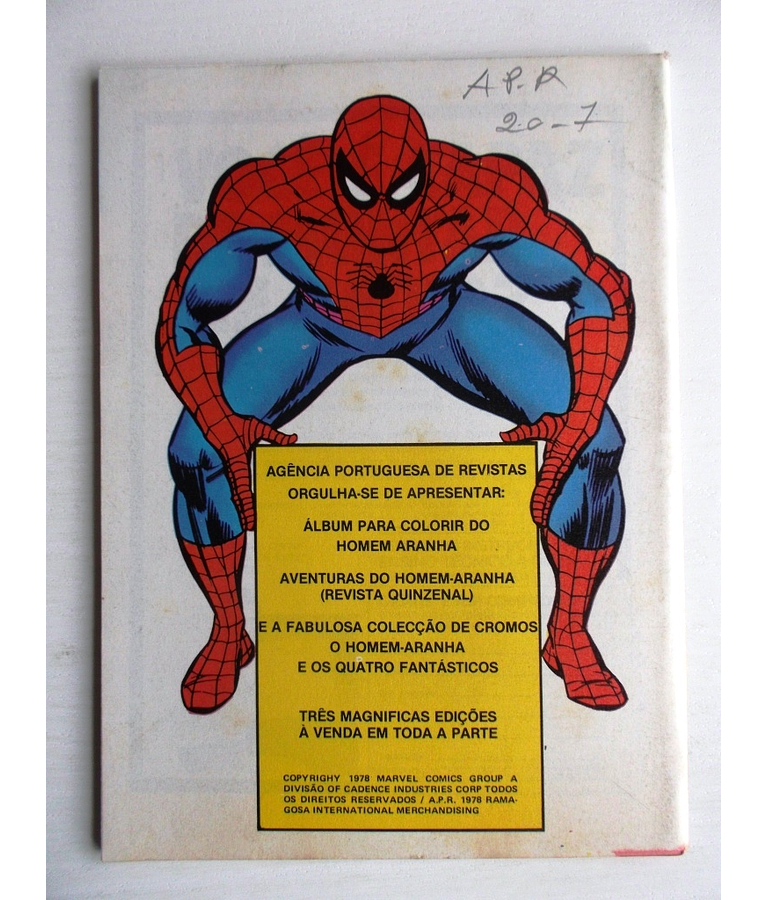 A.P.R
20-7
AGÊNCIA PORTUGUESA DE REVISTAS
ORGULHA-SE DE APRESENTAR:
ÁLBUM PARA COLORIR DO
HOMEM ARANHA
AVENTURAS DO HOMEM-ARANHA
(REVISTA QUINZENAL)
E A FABULOSA COLECÇÃO DE CROMOS
O HOMEM-ARANHA
E OS QUATRO FANTÁSTICOS
TRÊS MAGNIFICAS EDIÇÕES
À VENDA EM TODA A PARTE
COPYRIGHY 1978 MARVEL COMICS GROUP A
DIVISÃO OF CADENCE INDUSTRIES CORP TODOS
OS DIREITOS RESERVADOS / A.P.R. 1978 RAMA-
GOSA INTERNATIONAL MERCHANDISING